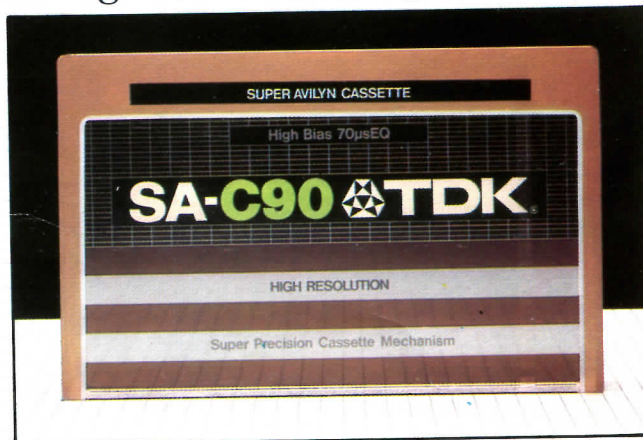 SUPER AVILYN CASSETTE
High Bias 70µsEQ
SA-C90 TDK®
HIGH RESOLUTION
Super Precision Cassette Mechanism